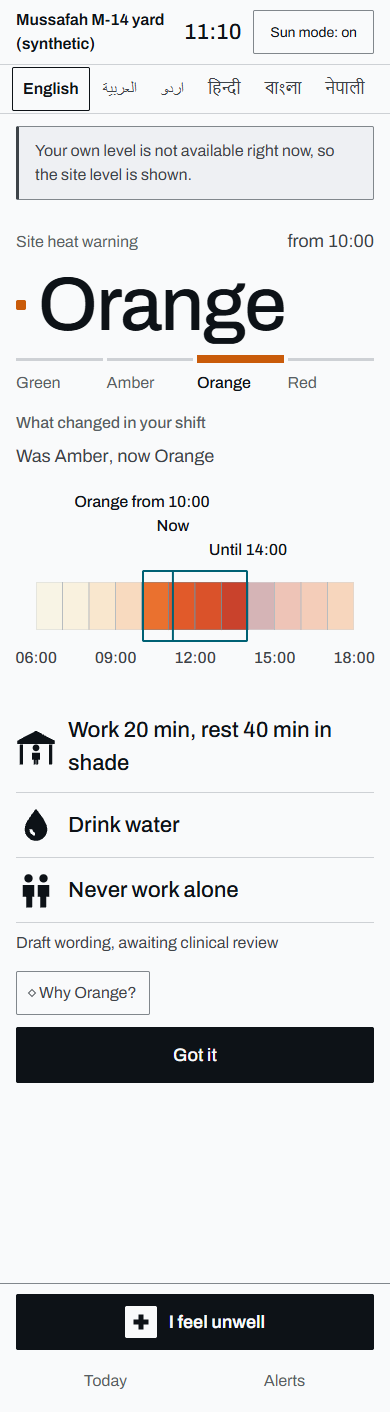 Mussafah M-14 yard
(synthetic)
11:10
Sun mode: on
English العربية اردو हिन्दी বাংলা नेपाली
Your own level is not available right now, so
the site level is shown.
Site heat warning from 10:00
Orange
Green Amber Orange Red
What changed in your shift
Was Amber, now Orange
Orange from 10:00
Now
Until 14:00
06:00 09:00 12:00 15:00 18:00
Work 20 min, rest 40 min in
shade
Drink water
Never work alone
Draft wording, awaiting clinical review
Why Orange?
Got it
I feel unwell
Today Alerts